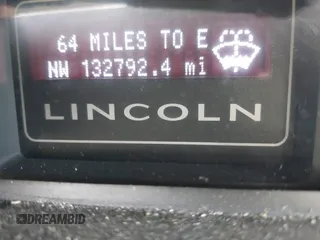 64 MILES TO E
NW 132792.4 mi
LINCOLN
DREAMBID